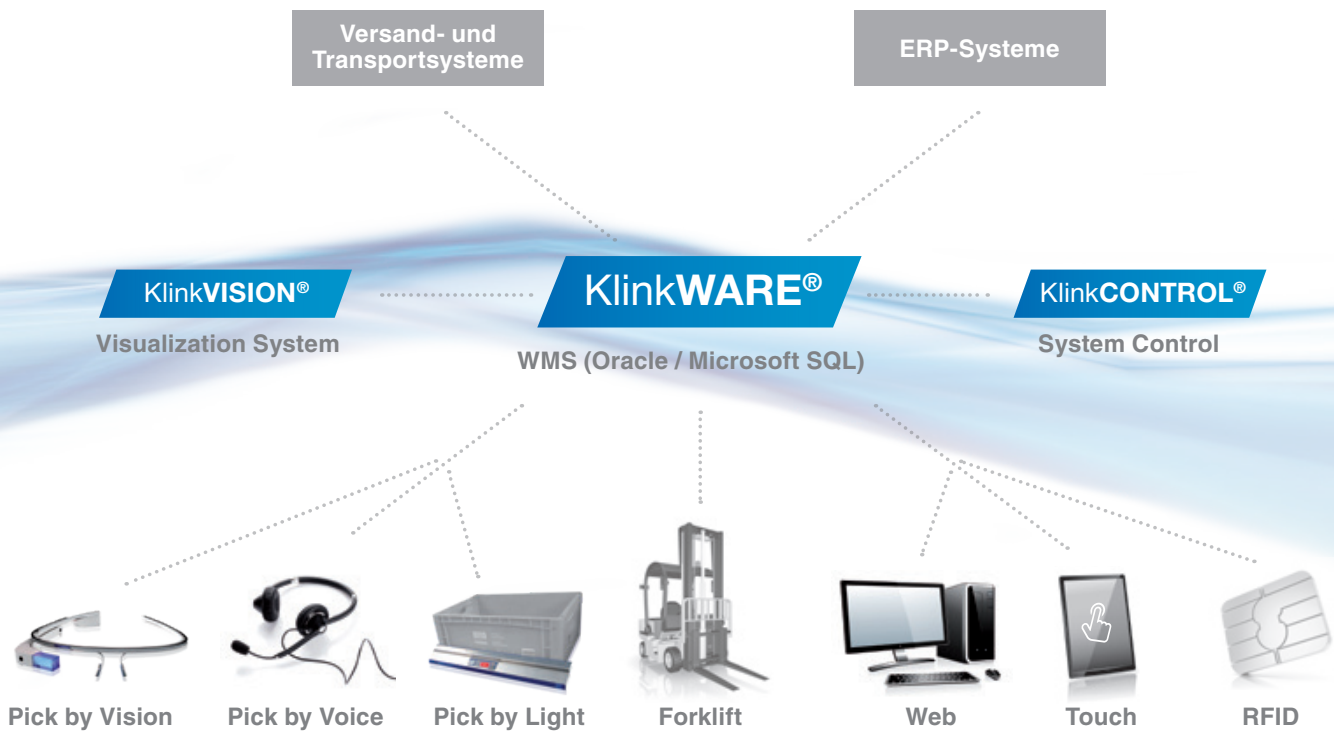 Versand- und
Transportsysteme
ERP-Systeme
KlinkVISION®
KlinkWARE®
KlinkCONTROL®
Visualization System
WMS (Oracle / Microsoft SQL)
System Control
Pick by Vision
Pick by Voice
Pick by Light
Forklift
Web
Touch
RFID